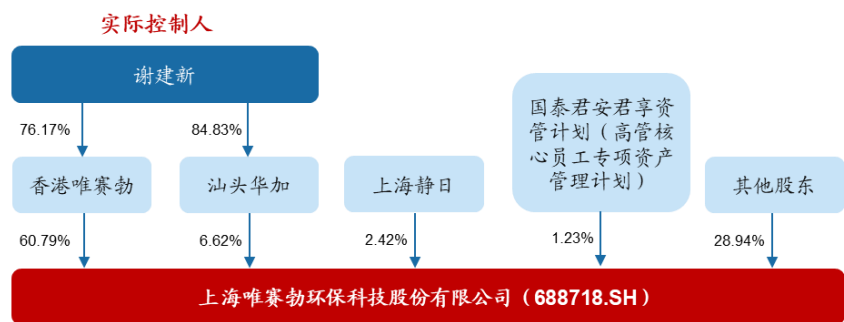 实际控制人
谢建新
76.17%
84.83%
香港唯赛勃
汕头华加
上海静日
国泰君安君享资
管计划（高管核
心员工专项资产
管理计划）
其他股东
60.79%
6.62%
2.42%
1.23%
28.94%
上海唯赛勃环保科技股份有限公司（688718.SH）